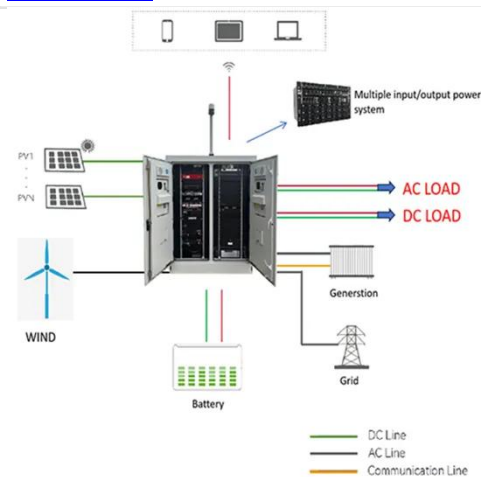 Multiple input/output power
system
PV1
PVN
AC LOAD
DC LOAD
Generstion
WIND
Grid
Battery
DC Line
AC Line
Communication Line